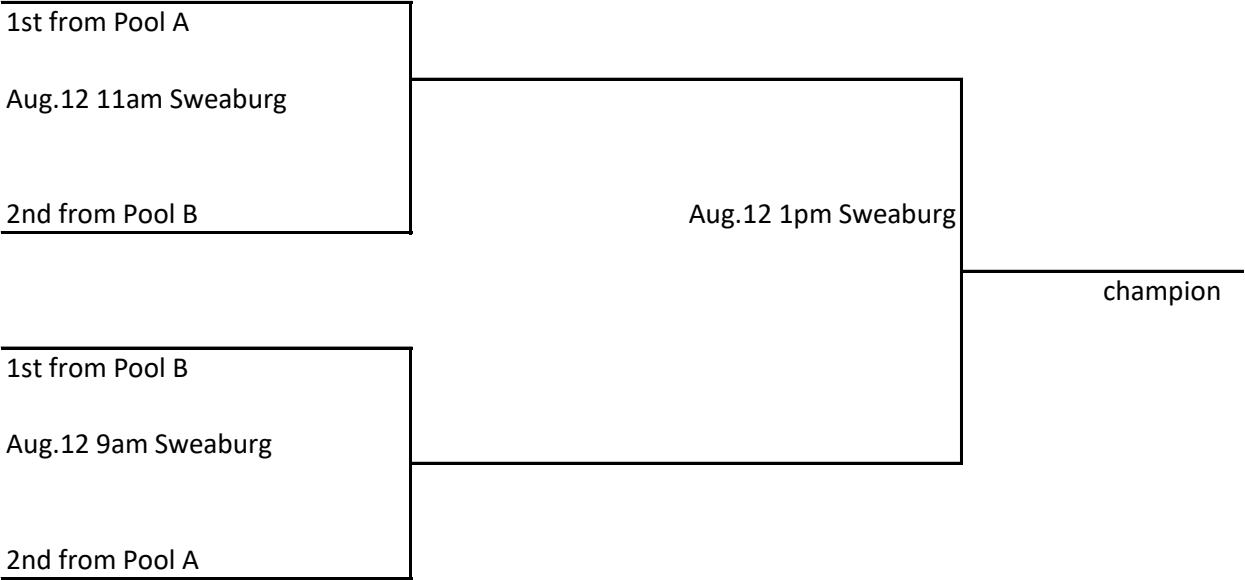 1st from Pool A
Aug.12 11am Sweaburg
2nd from Pool B
Aug.12 1pm Sweaburg
champion
1st from Pool B
Aug.12 9am Sweaburg
2nd from Pool A